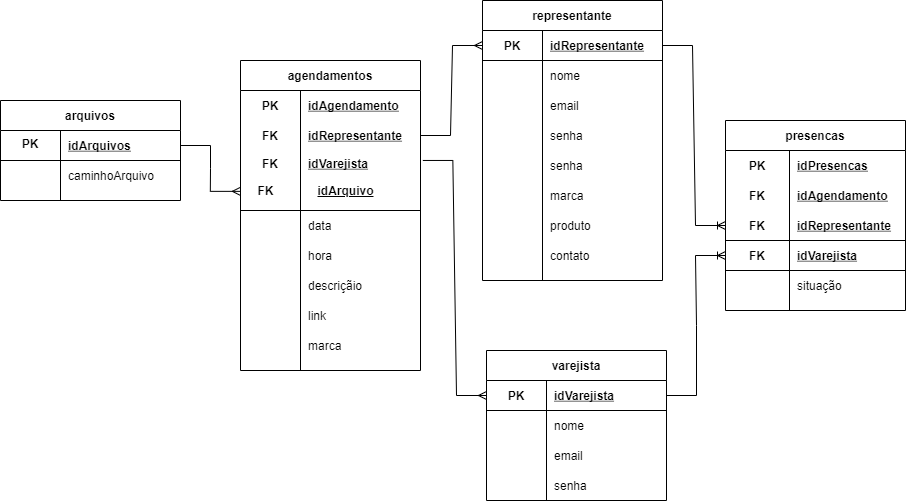 arquivos
PK idArquivos
caminhoArquivo
agendamentos
PK idAgendamento
FK idRepresentante
FK idVarejista
FK idArquivo
data
hora
descriçãio
link
marca
representante
PK idRepresentante
nome
email
senha
senha
marca
produto
contato
varejista
PK idVarejista
nome
email
senha
presencas
PK idPresencas
FK idAgendamento
FK idRepresentante
FK idVarejista
situação